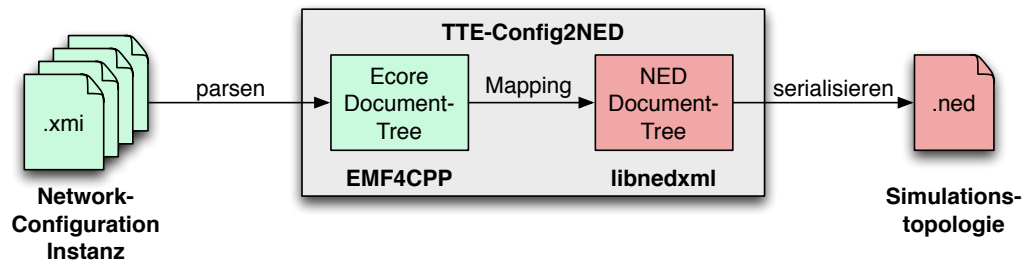 TTE-Config2NED
.xmi
parsen
Ecore
Document-
Tree
Mapping
NED
Document-
Tree
serialisieren
.ned
EMF4CPP
libnedxml
Network-
Configuration
Instanz
Simulations-
topologie